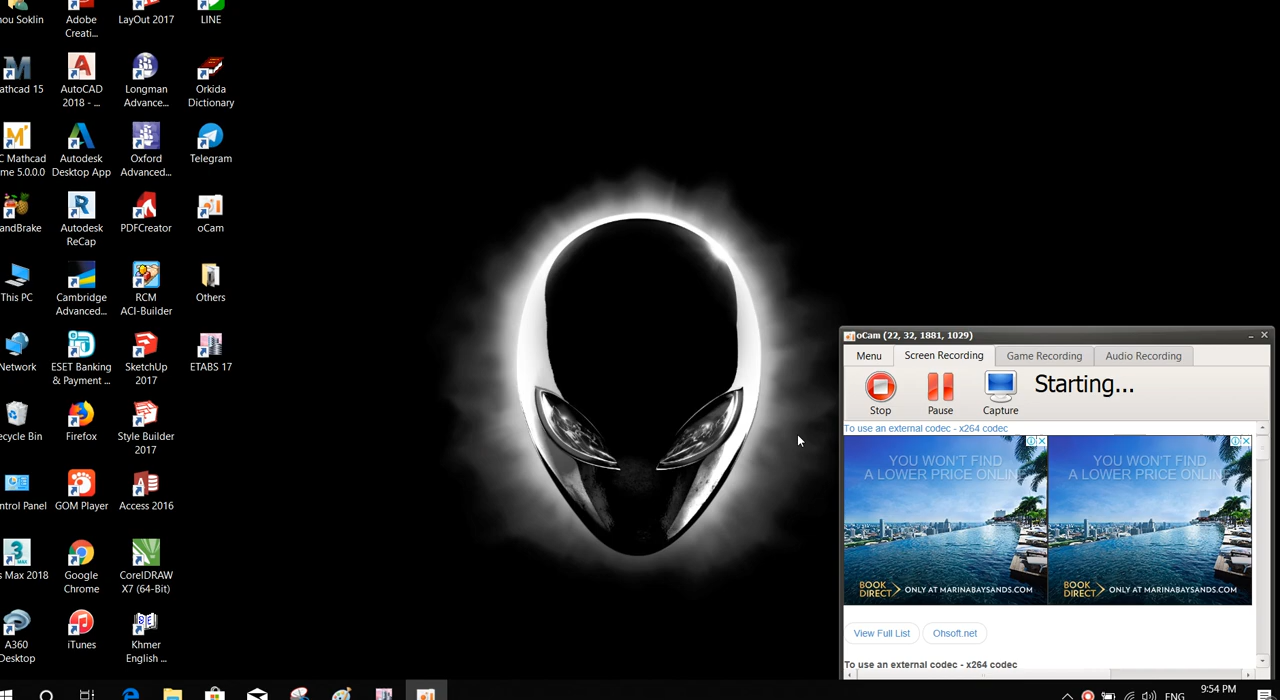 hou Soklin
Adobe
Creati...
LayOut 2017
LINE
athcad 15
AutoCAD
2018 - ...
Longman
Advance...
Orkida
Dictionary
C Mathcad
me 5.0.0.0
Autodesk
Desktop App
Oxford
Advanced...
Telegram
andBrake
Autodesk
ReCap
PDFCreator
oCam
This PC
Cambridge
Advanced...
RCM
ACI-Builder
Others
Network
ESET Banking
& Payment ...
SketchUp
2017
ETABS 17
ecycle Bin
Firefox
Style Builder
2017
ntrol Panel
GOM Player
Access 2016
s Max 2018
Google
Chrome
CorelDRAW
X7 (64-Bit)
A360
Desktop
iTunes
Khmer
English ...
oCam (22, 32, 1881, 1029)
Menu
Screen Recording
Game Recording
Audio Recording
Stop
Pause
Capture
Starting...
To use an external codec - x264 codec
YOU WON'T FIND
A LOWER PRICE ONLINE
BOOK
DIRECT
ONLY AT MARINABAYSANDS.COM
YOU WON'T FIND
A LOWER PRICE ONLINE
BOOK
DIRECT
ONLY AT MARINABAYSANDS.COM
View Full List
Ohsoft.net
To use an external codec - x264 codec
ENG
9:54 PM